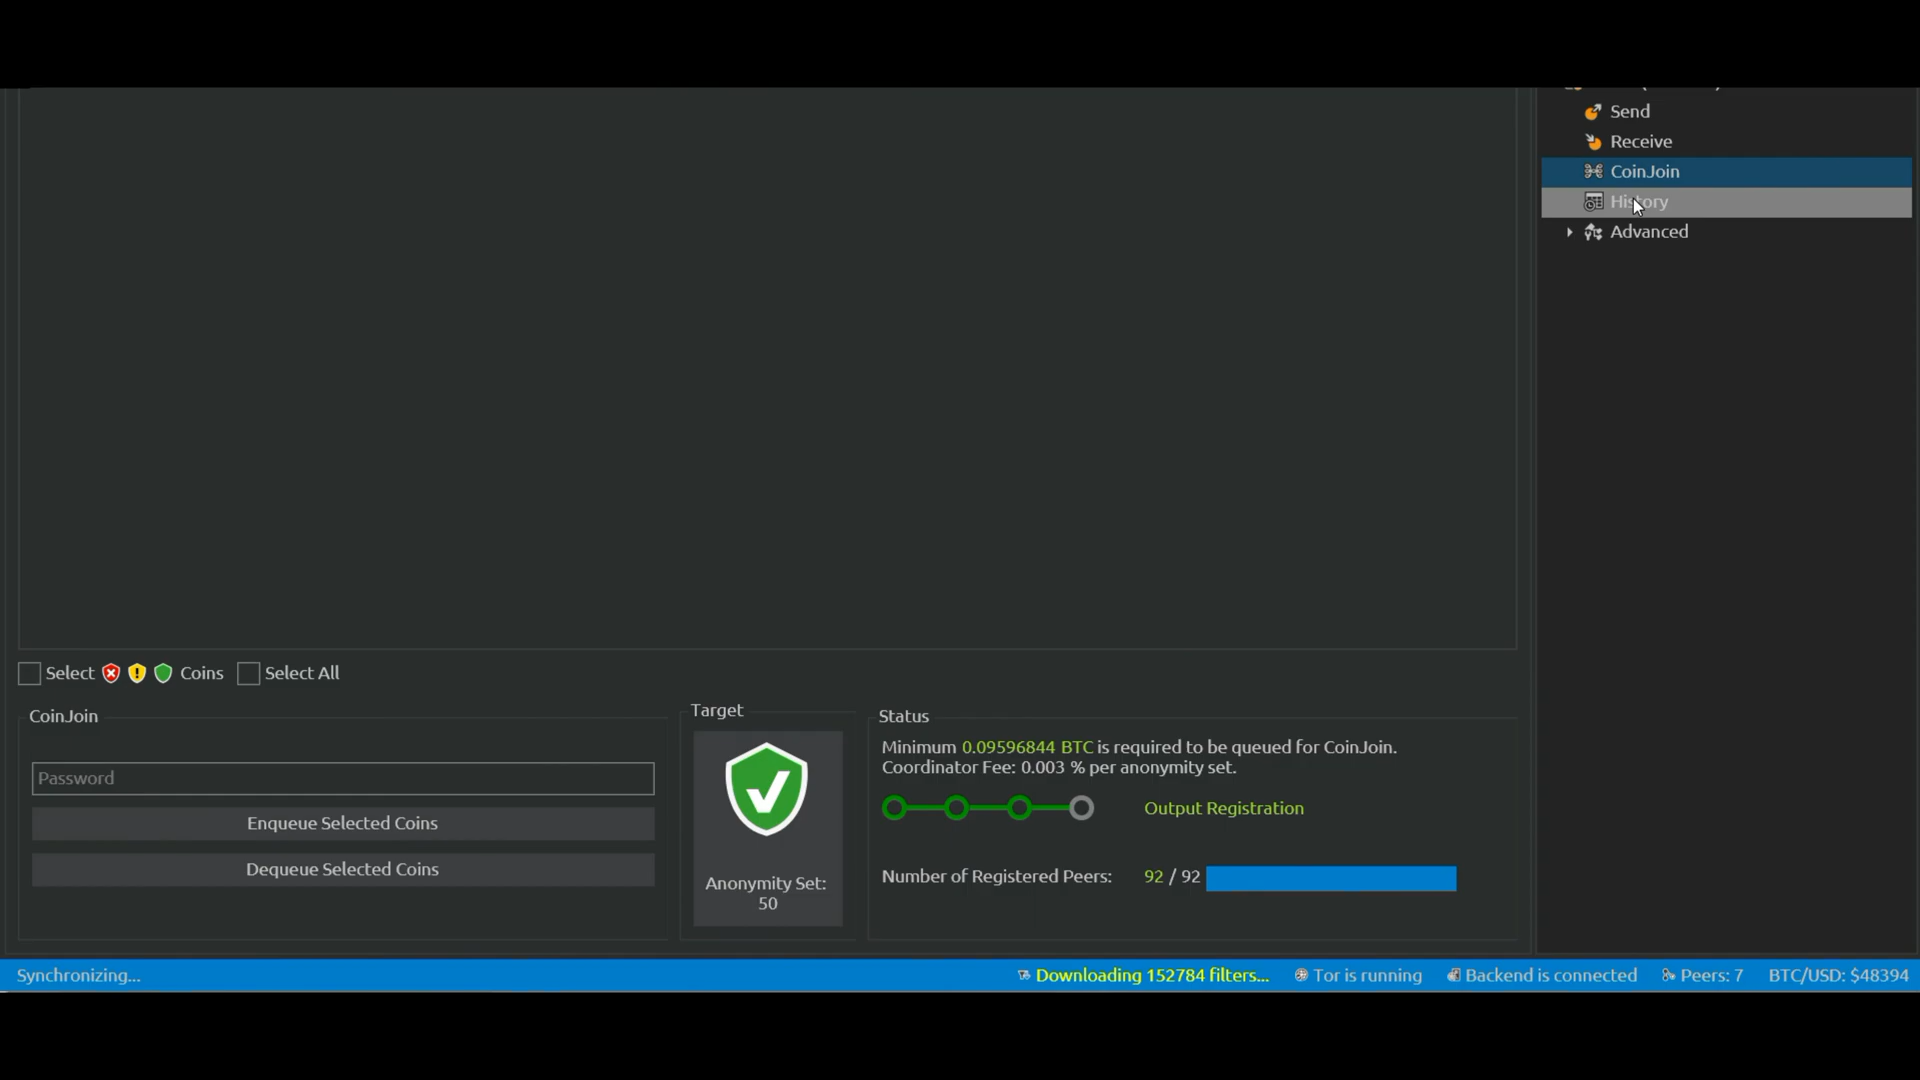 Send
Receive
CoinJoin
History
Advanced
Select Coins Select All
CoinJoin
Password
Enqueue Selected Coins
Dequeue Selected Coins
Target
Anonymity Set:
50
Status
Minimum 0.09596844 BTC is required to be queued for CoinJoin.
Coordinator Fee: 0.003 % per anonymity set.
Output Registration
Number of Registered Peers: 92 / 92
Synchronizing... Downloading 152784 filters... Tor is running Backend is connected Peers: 7 BTC/USD: $48394